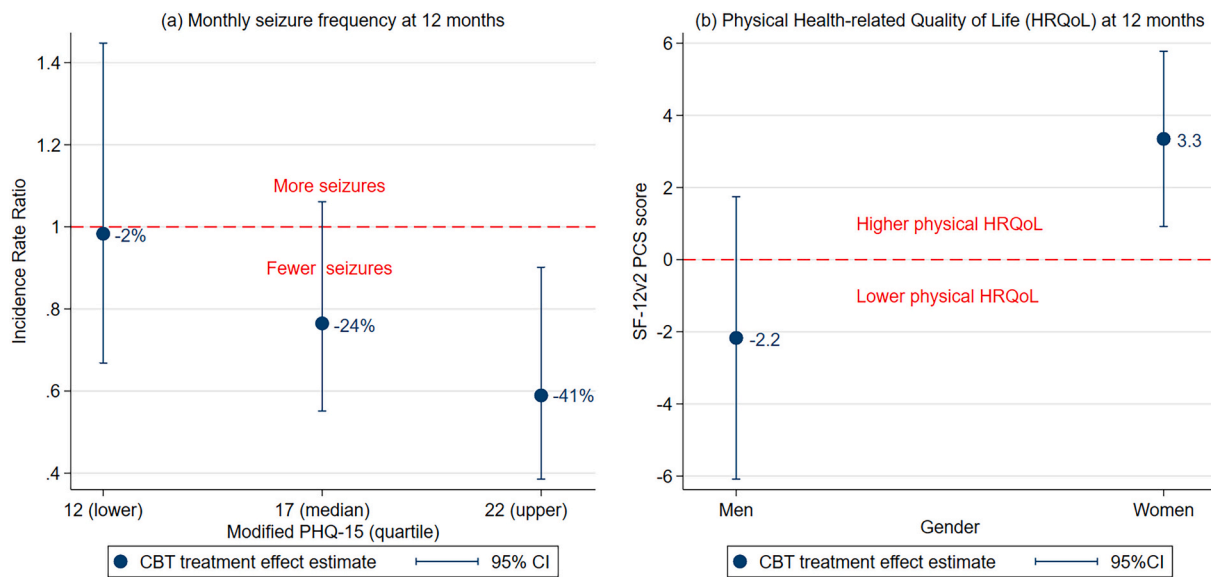 (a) Monthly seizure frequency at 12 months
Incidence Rate Ratio
1.4
1.2
1
.8
.6
.4
More seizures
Fewer  seizures
-2%
-24%
-41%
12 (lower)
17 (median)
22 (upper)
Modified PHQ-15 (quartile)
CBT treatment effect estimate
95% CI
(b) Physical Health-related Quality of Life (HRQoL) at 12 months
SF-12v2 PCS score
6
4
2
0
-2
-4
-6
Higher physical HRQoL
Lower physical HRQoL
-2.2
3.3
Men
Women
Gender
CBT treatment effect estimate
95%CI